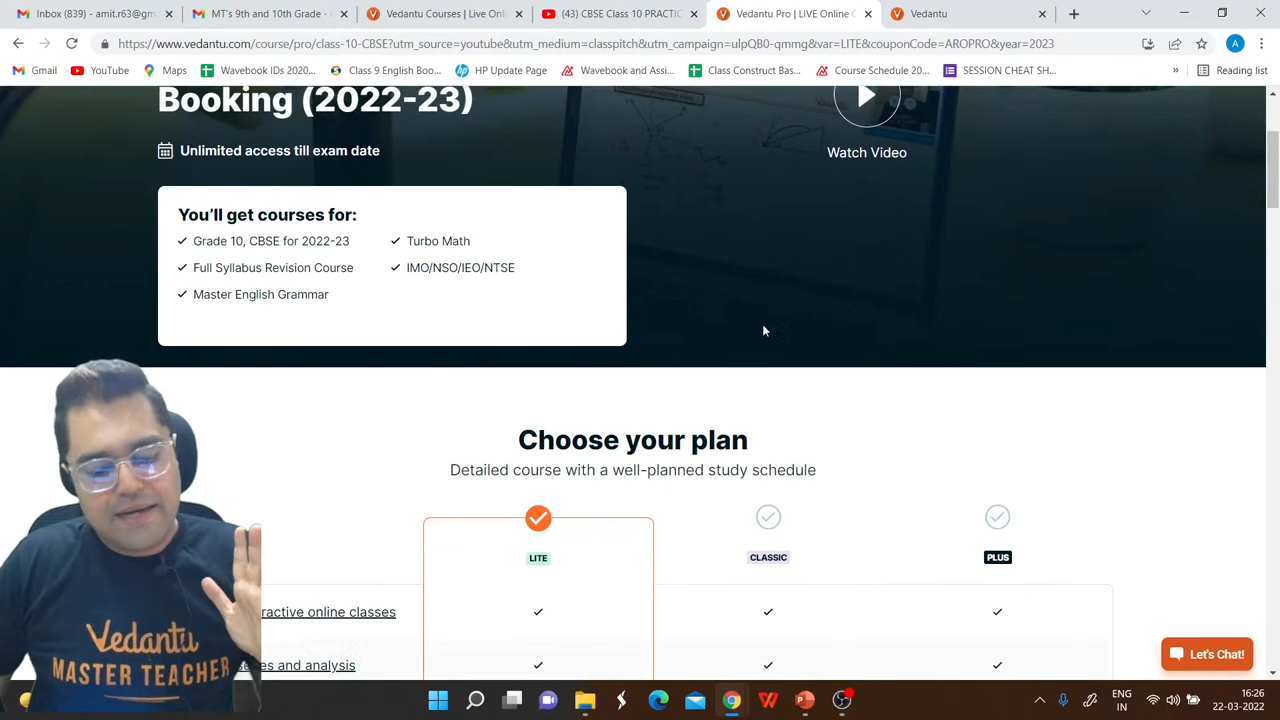 Inbox (839) - amit.r63@g
MT's 9th and 10th Grade -
Vedantu Courses | Live Onl
(43) CBSE Class 10 PRACTIC
Vedantu Pro | LIVE Online C
Vedantu
https://www.vedantu.com/course/pro/class-10-CBSE?utm_source=youtube&utm_medium=classpitch&utm_campaign=ulpQB0-qmmg&var=LITE&couponCode=AROPRO&year=2023
A
Gmail
YouTube
Maps
Wavebook IDs 2020...
Class 9 English Boo...
HP Update Page
Wavebook and Assi...
Class Construct Bas...
Course Schedule 20...
SESSION CHEAT SH...
Reading list
Booking (2022-23)
Unlimited access till exam date
Watch Video
You'll get courses for:
Grade 10, CBSE for 2022-23
Turbo Math
Full Syllabus Revision Course
IMO/NSO/IEO/NTSE
Master English Grammar
Choose your plan
Detailed course with a well-planned study schedule
LITE
CLASSIC
PLUS
ractive online classes
and analysis
Vedantu
MASTER TEACHER
Let's Chat!
ENG
IN
16:26
22-03-2022